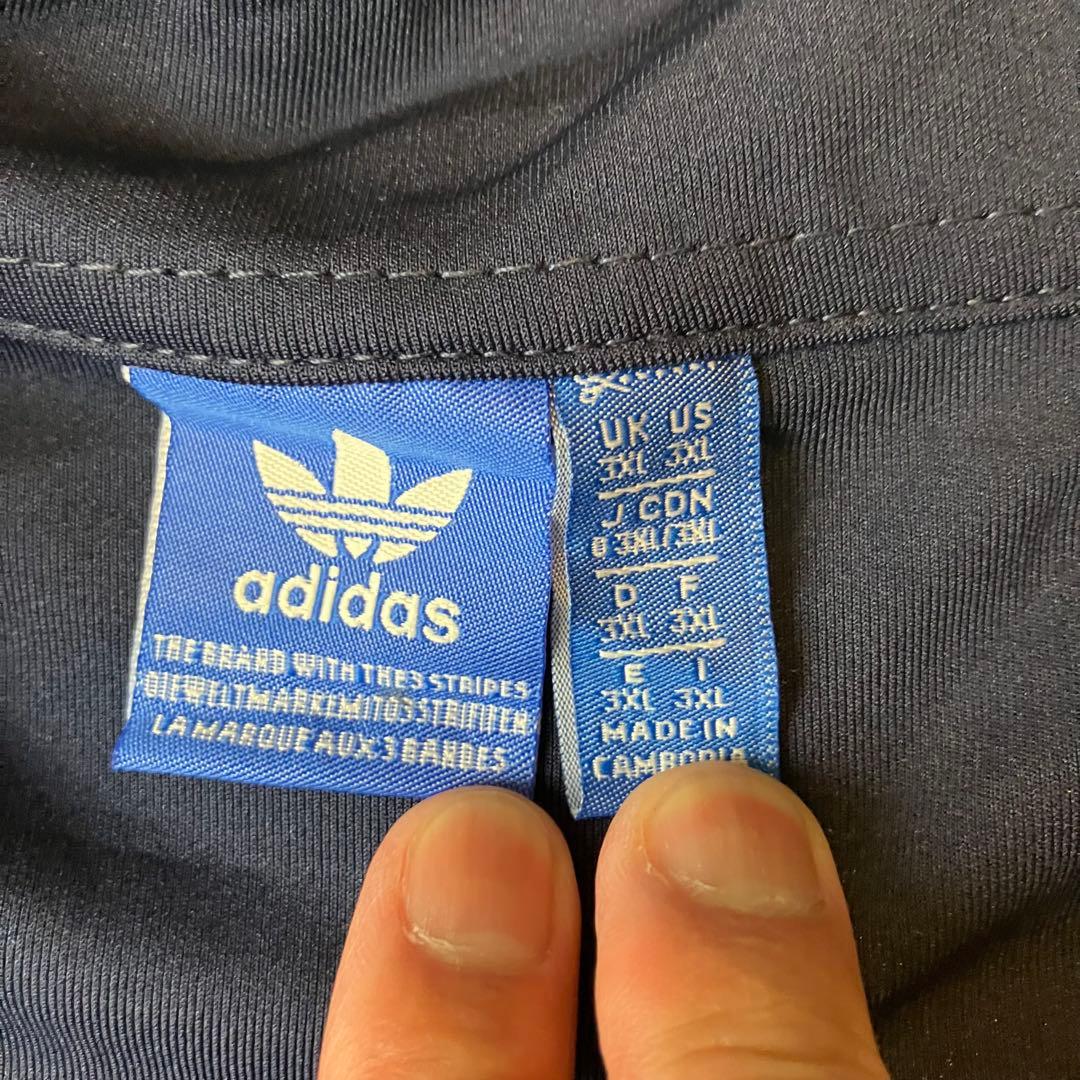 adidas
THE BRAND WITH THE 3 STRIPES
DIE WELTMARKE MIT DEN 3 STREIFEN
LA MARQUE AUX 3 BANDES
UK US
3XL 3XL
J CDN
O 3XL/3XL
D F
3XL 3XL
E I
3XL 3XL
MADE IN
CAMBODIA